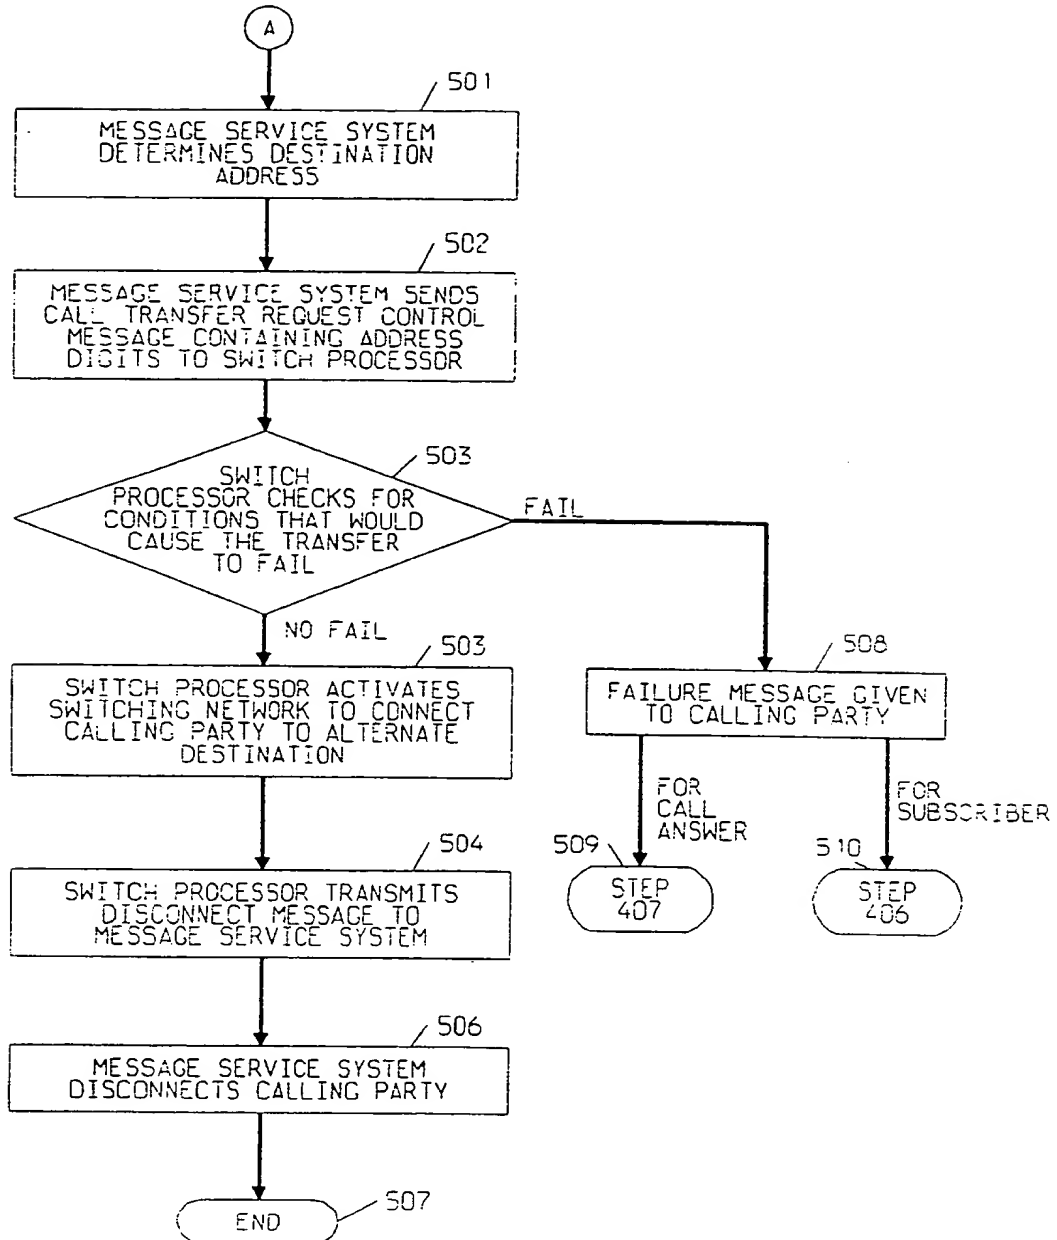 A
501
MESSAGE SERVICE SYSTEM
DETERMINES DESTINATION
ADDRESS
502
MESSAGE SERVICE SYSTEM SENDS
CALL TRANSFER REQUEST CONTROL
MESSAGE CONTAINING ADDRESS
DIGITS TO SWITCH PROCESSOR
503
SWITCH
PROCESSOR CHECKS FOR
CONDITIONS THAT WOULD
CAUSE THE TRANSFER
TO FAIL
FAIL
NO FAIL
503
SWITCH PROCESSOR ACTIVATES
SWITCHING NETWORK TO CONNECT
CALLING PARTY TO ALTERNATE
DESTINATION
508
FAILURE MESSAGE GIVEN
TO CALLING PARTY
FOR
CALL
ANSWER
FOR
SUBSCRIBER
509
STEP
407
510
STEP
406
504
SWITCH PROCESSOR TRANSMITS
DISCONNECT MESSAGE TO
MESSAGE SERVICE SYSTEM
506
MESSAGE SERVICE SYSTEM
DISCONNECTS CALLING PARTY
507
END